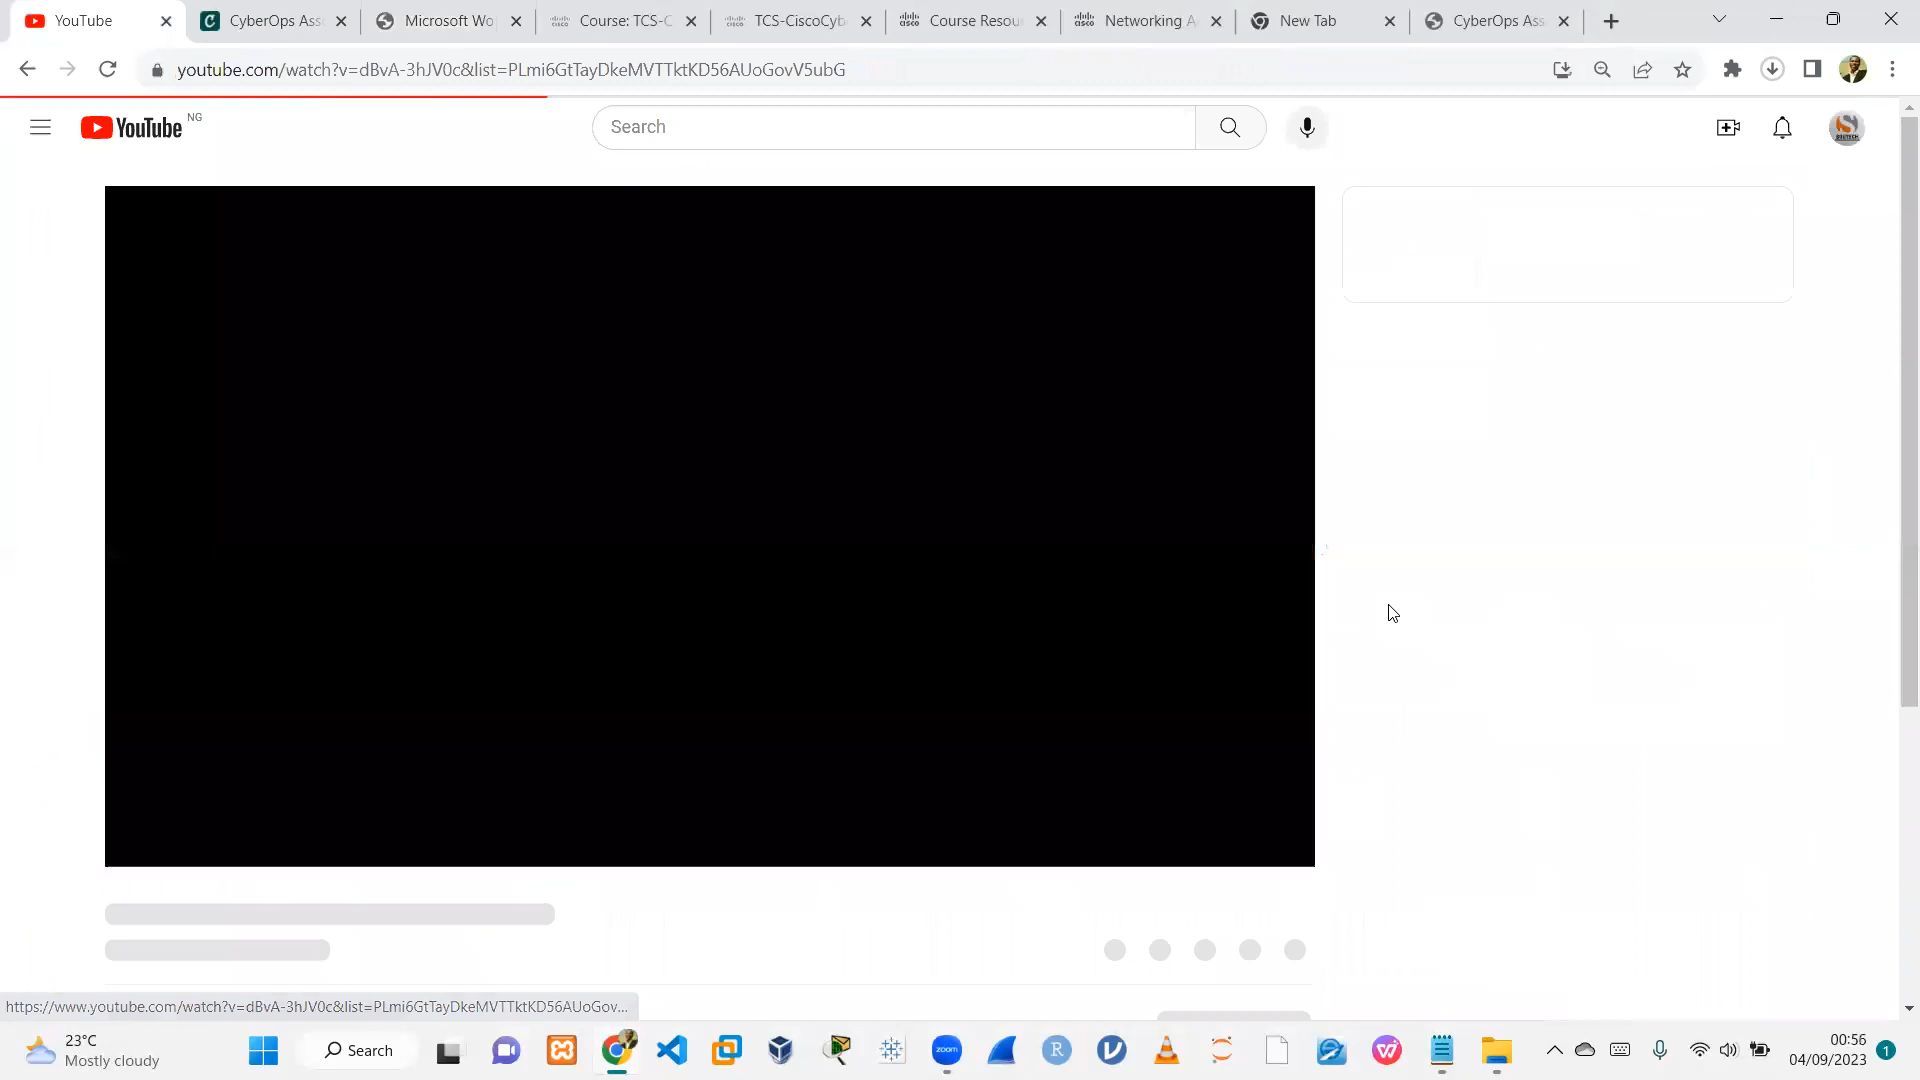 YouTube
CyberOps Ass
Microsoft Wo
Course: TCS-C
TCS-CiscoCyb
Course Resou
Networking A
New Tab
CyberOps Ass
youtube.com/watch?v=dBvA-3hJV0c&list=PLmi6GtTayDkeMVTTktKD56AUoGovV5ubG
YouTube NG
Search
https://www.youtube.com/watch?v=dBvA-3hJV0c&list=PLmi6GtTayDkeMVTTktKD56AUoGov...
23°C
Mostly cloudy
Search
zoom
00:56
04/09/2023
1